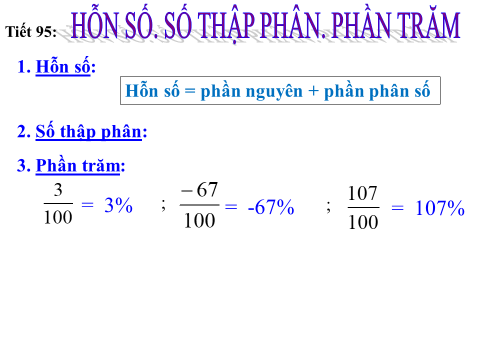 Tiết 95: HỖN SỐ. SỐ THẬP PHÂN. PHẦN TRĂM
1. Hỗn số:
Hỗn số = phần nguyên + phần phân số
2. Số thập phân:
3. Phần trăm:
3/100 = 3% ; −67/100 = -67% ; 107/100 = 107%